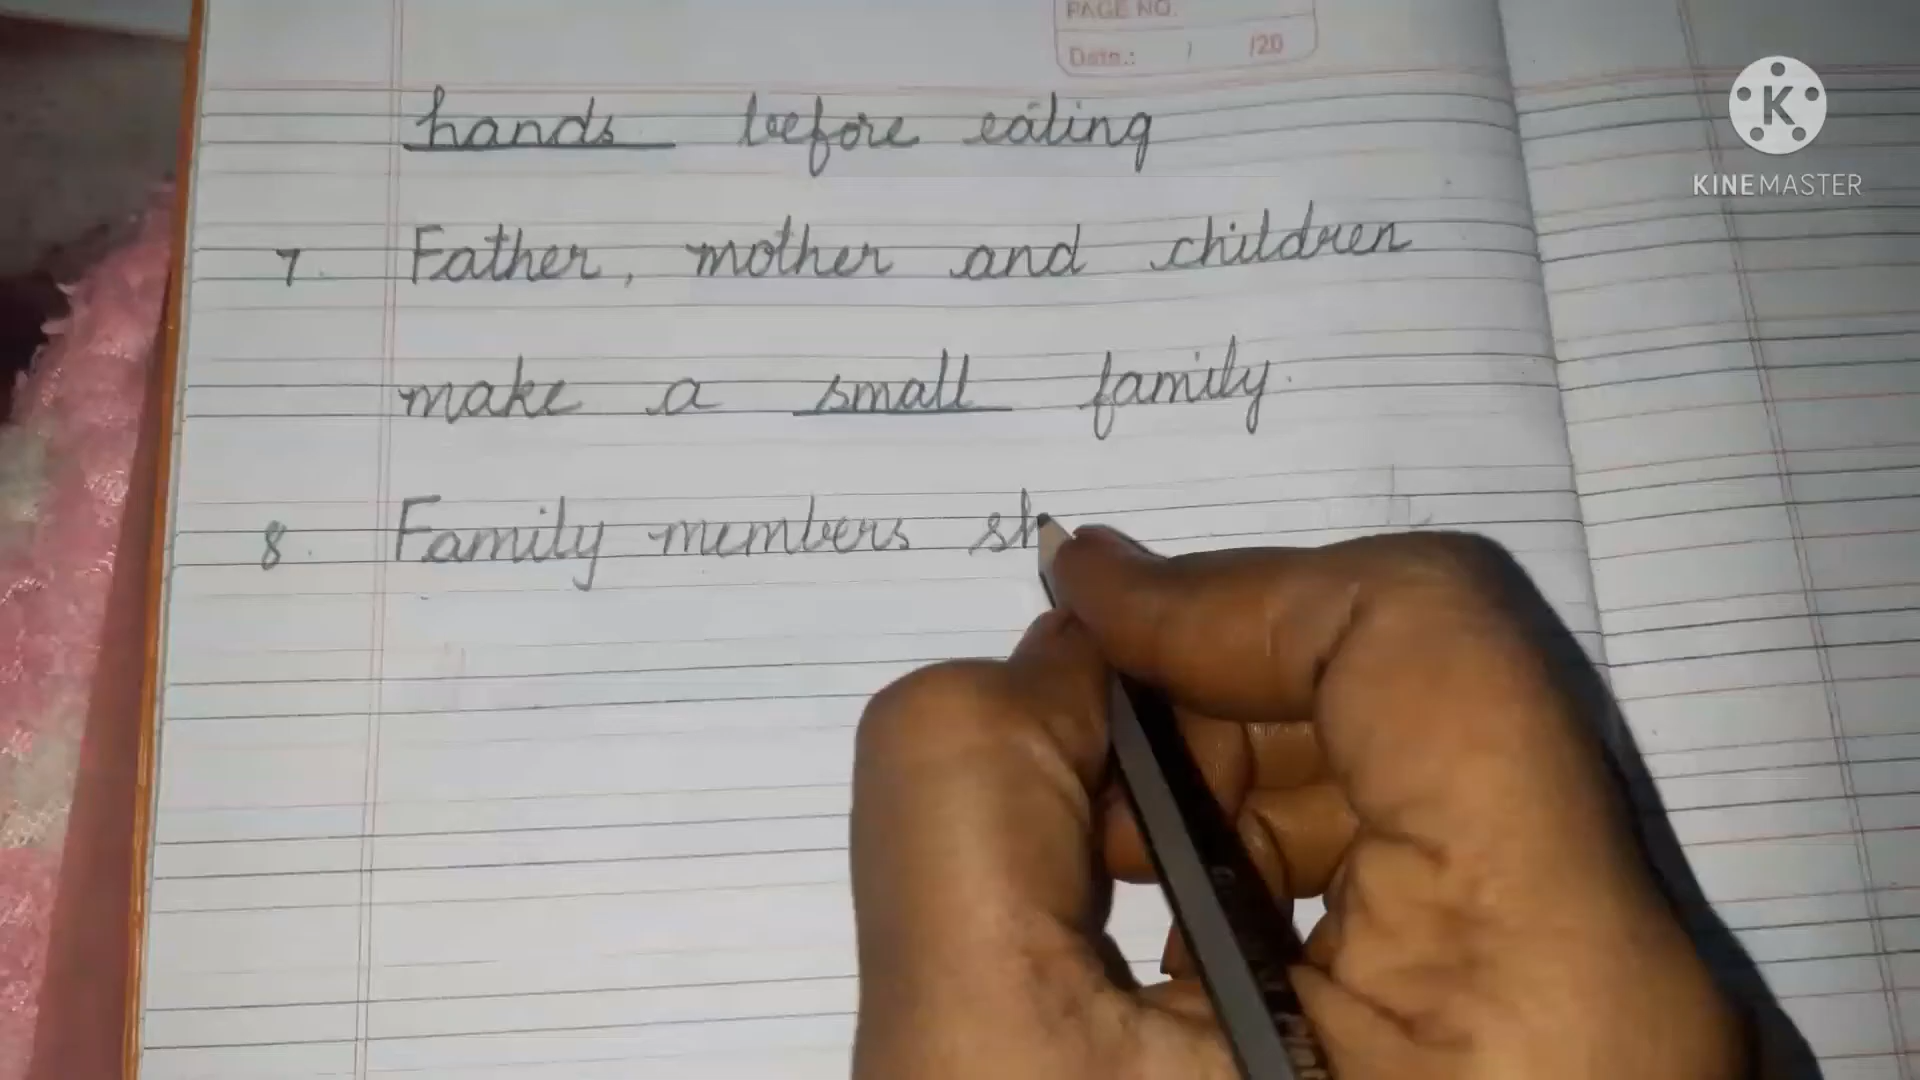 PAGE NO.
Date.: / /20
hands before eating
7. Father, mother and children
make a small family.
8. Family members sh
K
KINEMASTER